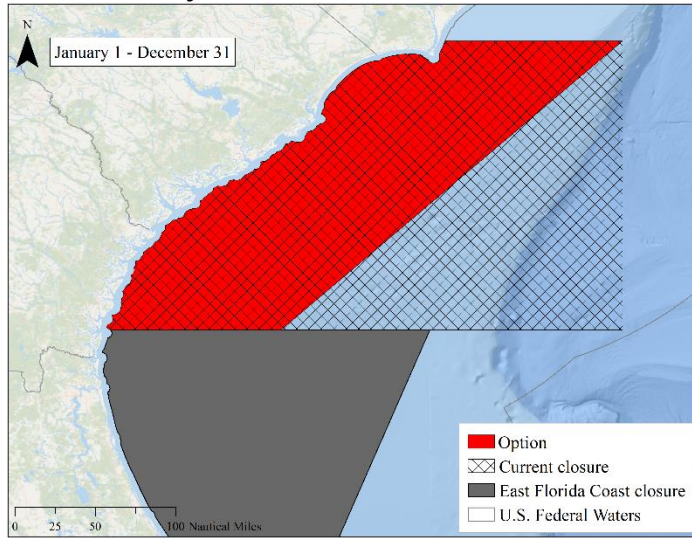 N
January 1 - December 31
Option
Current closure
East Florida Coast closure
U.S. Federal Waters
0 25 50 100 Nautical Miles